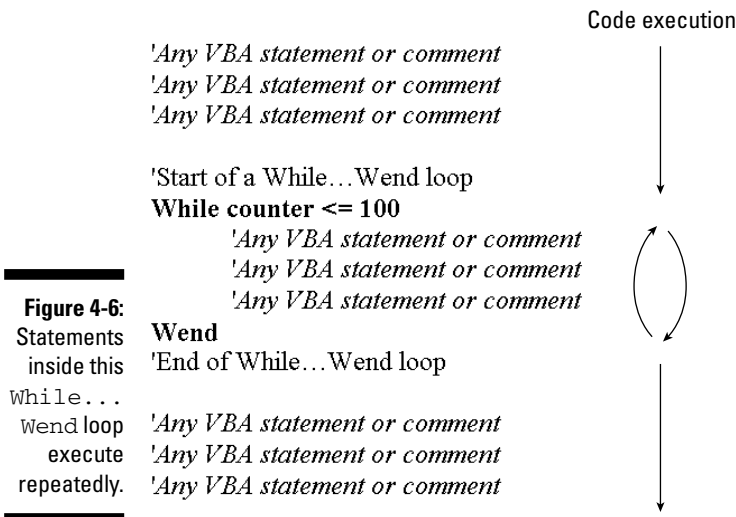 Code execution
'Any VBA statement or comment
'Any VBA statement or comment
'Any VBA statement or comment
'Start of a While…Wend loop
While counter <= 100
'Any VBA statement or comment
'Any VBA statement or comment
'Any VBA statement or comment
Wend
'End of While…Wend loop
'Any VBA statement or comment
'Any VBA statement or comment
'Any VBA statement or comment
Figure 4-6:
Statements
inside this
While...
Wend loop
execute
repeatedly.